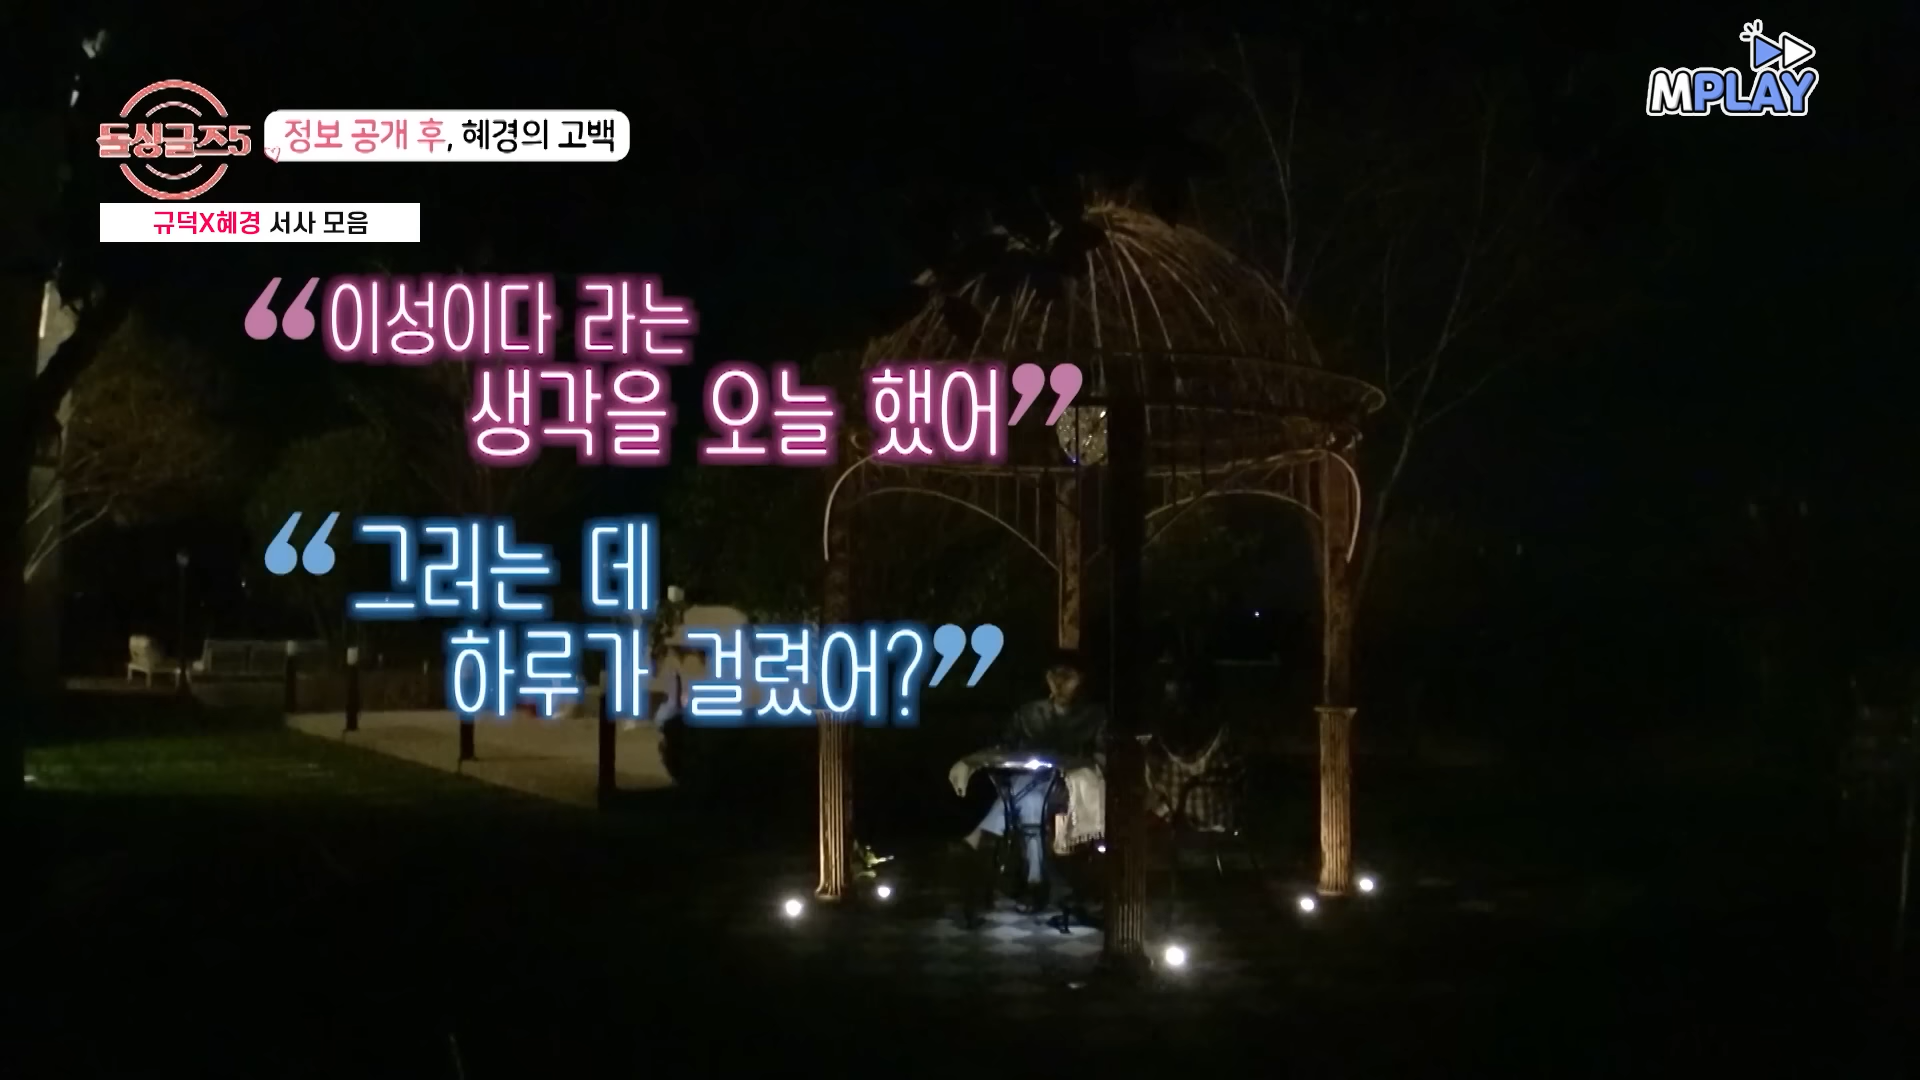 돌싱글즈5
정보 공개 후, 혜경의 고백
MPLAY
규덕X혜경 서사 모음
“이성이다 라는
생각을 오늘 했어”
“그러는 데
하루가 걸렸어?”